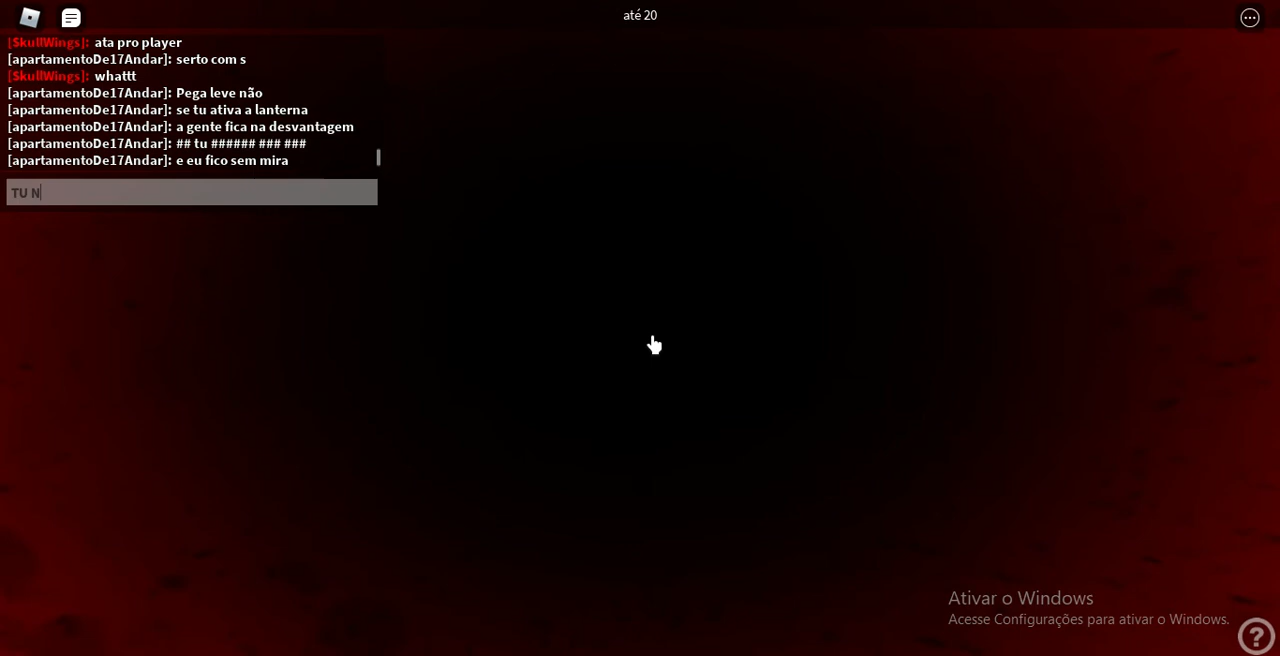 até 20
[$kullWings]: ata pro player
[apartamentoDe17Andar]: serto com s
[$kullWings]: whattt
[apartamentoDe17Andar]: Pega leve não
[apartamentoDe17Andar]: se tu ativa a lanterna
[apartamentoDe17Andar]: a gente fica na desvantagem
[apartamentoDe17Andar]: ## tu ###### ### ###
[apartamentoDe17Andar]: e eu fico sem mira
TU N
Ativar o Windows
Acesse Configurações para ativar o Windows.
?